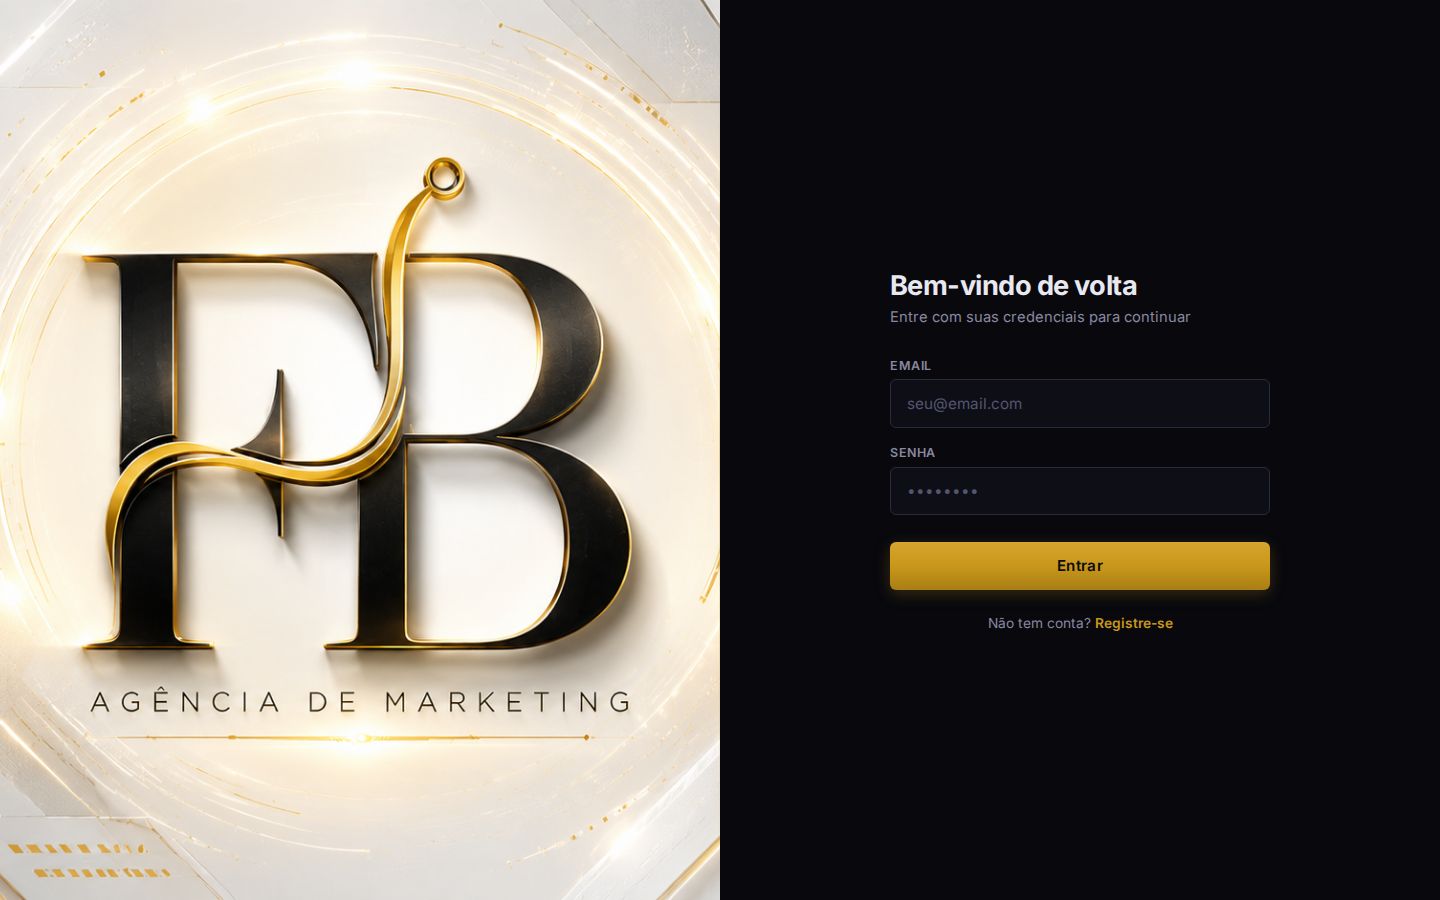 FB
AGÊNCIA DE MARKETING
Bem-vindo de volta
Entre com suas credenciais para continuar
EMAIL
seu@email.com
SENHA
••••••••
Entrar
Não tem conta? Registre-se